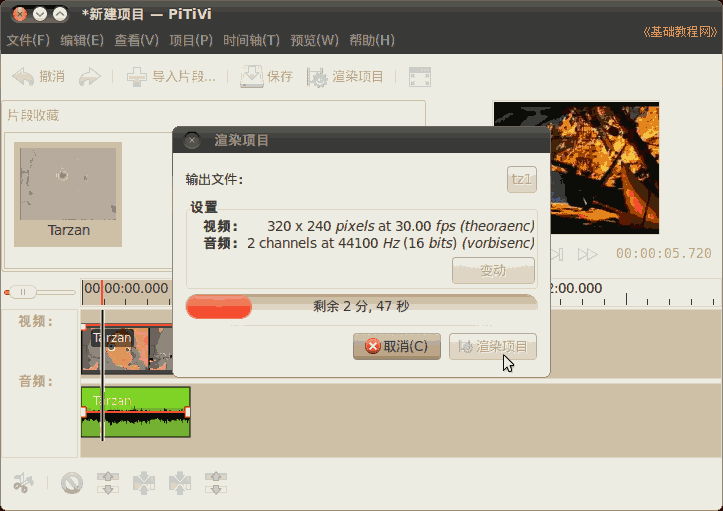 *新建项目 — PiTiVi
文件(F) 编辑(E) 查看(V) 项目(P) 时间轴(T) 预览(W) 帮助(H)
《基础教程网》
撤消 导入片段... 保存 渲染项目
片段收藏
Tarzan
渲染项目
输出文件: tz1
设置
视频: 320 x 240 pixels at 30.00 fps (theoraenc)
音频: 2 channels at 44100 Hz (16 bits) (vorbisenc)
变动
剩余 2 分, 47 秒
取消(C) 渲染项目
00:00:05.720
00:00:00.000 2:00.000
视频:
Tarzan
音频:
Tarzan